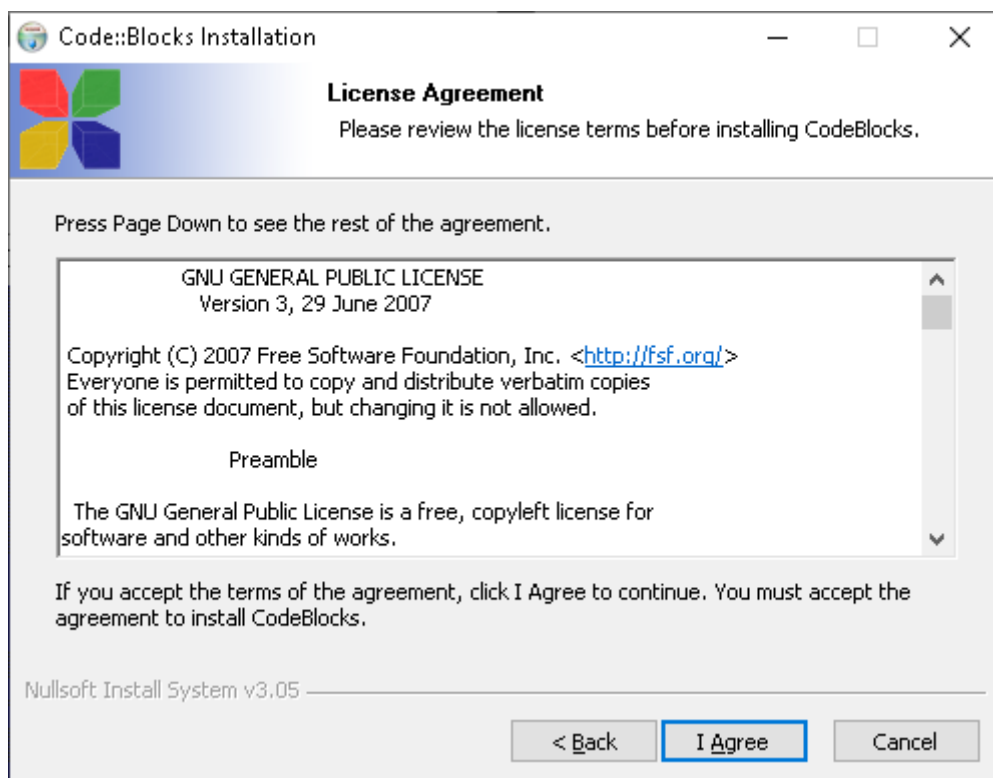 Code::Blocks Installation
License Agreement
Please review the license terms before installing CodeBlocks.
Press Page Down to see the rest of the agreement.
GNU GENERAL PUBLIC LICENSE
Version 3, 29 June 2007
Copyright (C) 2007 Free Software Foundation, Inc. <http://fsf.org/>
Everyone is permitted to copy and distribute verbatim copies
of this license document, but changing it is not allowed.
Preamble
The GNU General Public License is a free, copyleft license for
software and other kinds of works.
If you accept the terms of the agreement, click I Agree to continue. You must accept the
agreement to install CodeBlocks.
Nullsoft Install System v3.05
< Back
I Agree
Cancel